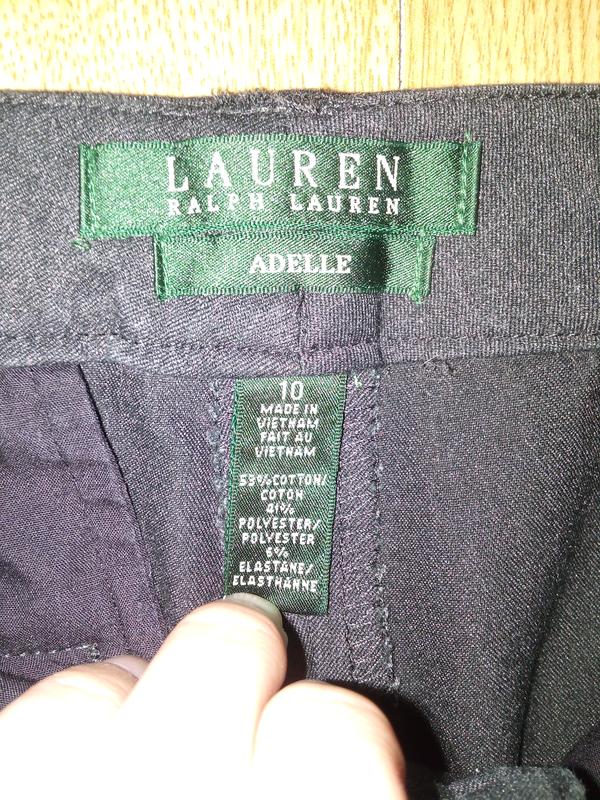 LAUREN
RALPH LAUREN
ADELLE
10
MADE IN
VIETNAM
FAIT AU
VIETNAM
53%COTTON/
COTON
41%
POLYESTER/
POLYESTER
6%
ELASTANE/
ELASTHANNE